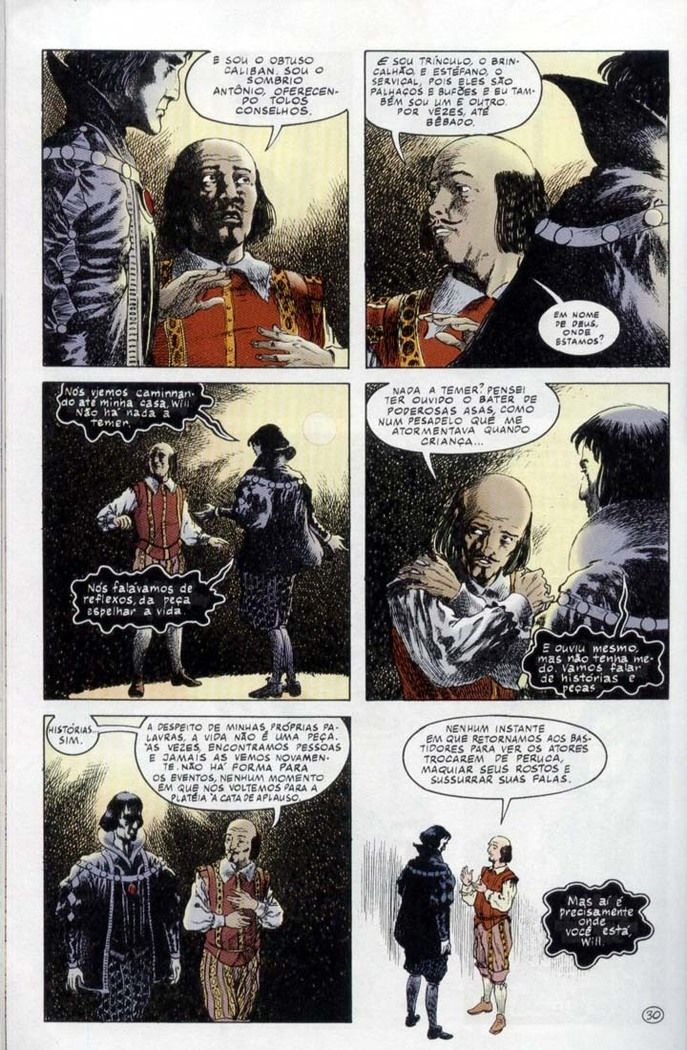 E SOU O OBTUSO
CALIBAN. SOU O
SOMBRIO
ANTÔNIO, OFERECEN-
DO TOLOS
CONSELHOS.
E SOU TRÍNCULO, O BRIN-
CALHÃO, E ESTÉFANO, O
SERVIÇAL, POIS ELES SÃO
PALHAÇOS E BUFÕES E EU TAM-
BÉM SOU UM E OUTRO.
POR VEZES, ATÉ
BÊBADO.
EM NOME
DE DEUS,
ONDE
ESTAMOS?
Nós viemos caminhan-
do até minha casa, Will.
Não há nada a
temer.
Nós falávamos de
reflexos, da peça
espelhar a vida.
NADA A TEMER? PENSEI
TER OUVIDO O BATER DE
PODEROSAS ASAS, COMO
NUM PESADELO QUE ME
ATORMENTAVA QUANDO
CRIANÇA...
E ouviu mesmo,
mas não tenha me-
do. Vamos falar
de histórias e
peças.
HISTÓRIAS...
SIM.
A DESPEITO DE MINHAS PRÓPRIAS PA-
LAVRAS, A VIDA NÃO É UMA PEÇA.
ÀS VEZES, ENCONTRAMOS PESSOAS
E JAMAIS AS VEMOS NOVAMEN-
TE. NÃO HÁ FORMA PARA
OS EVENTOS, NENHUM MOMENTO
EM QUE NOS VOLTEMOS PARA A
PLATÉIA À CATA DE APLAUSO.
NENHUM INSTANTE
EM QUE RETORNAMOS AOS BAS-
TIDORES PARA VER OS ATORES
TROCAREM DE PERUCA,
MAQUIAR SEUS ROSTOS E
SUSSURRAR SUAS FALAS.
Mas aí é
precisamente
onde
você está,
Will.
30